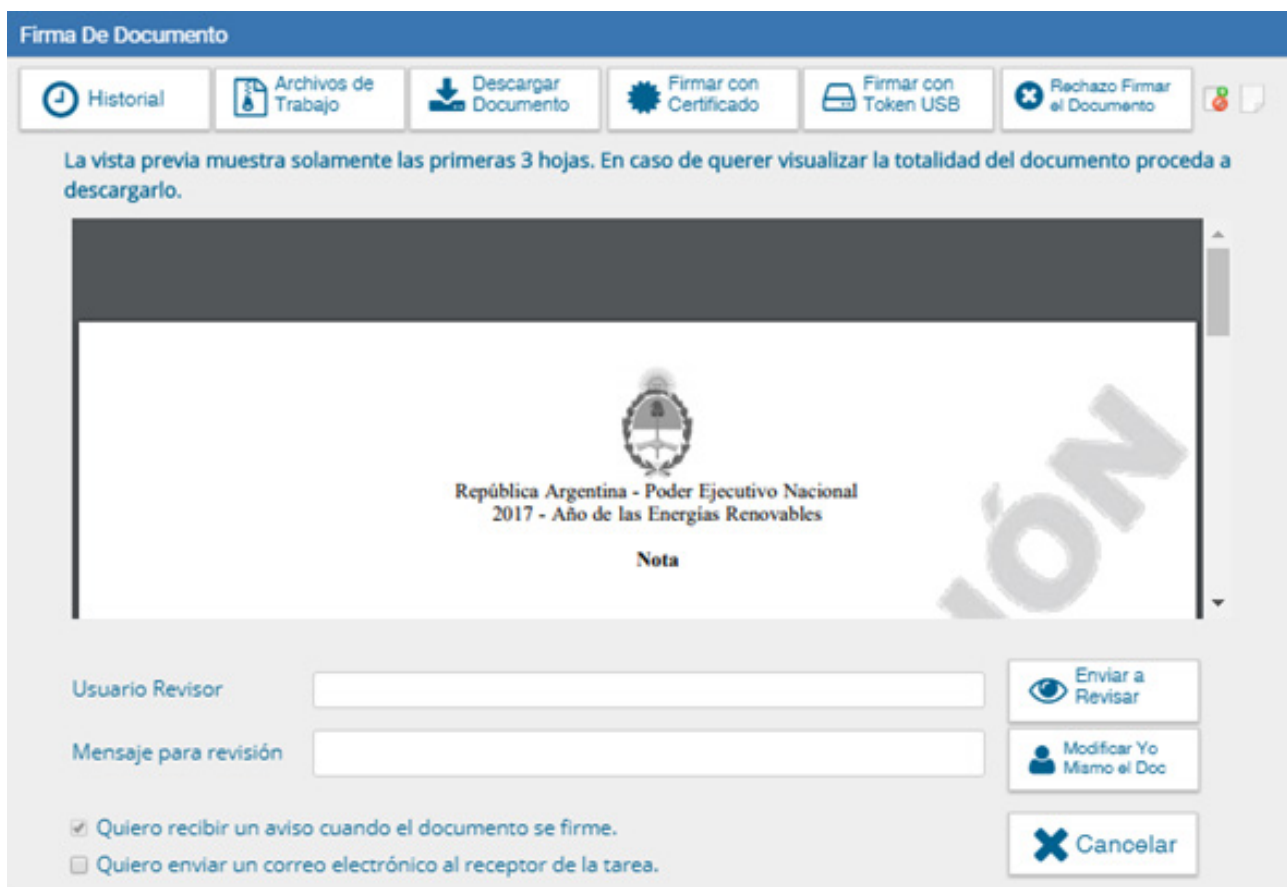 Firma De Documento
Historial
Archivos de
Trabajo
Descargar
Documento
Firmar con
Certificado
Firmar con
Token USB
Rechazo Firmar
el Documento
La vista previa muestra solamente las primeras 3 hojas. En caso de querer visualizar la totalidad del documento proceda a
descargarlo.
República Argentina - Poder Ejecutivo Nacional
2017 - Año de las Energías Renovables
Nota
IÓN
Usuario Revisor
Enviar a
Revisar
Mensaje para revisión
Modificar Yo
Mismo el Doc
Quiero recibir un aviso cuando el documento se firme.
Quiero enviar un correo electrónico al receptor de la tarea.
Cancelar